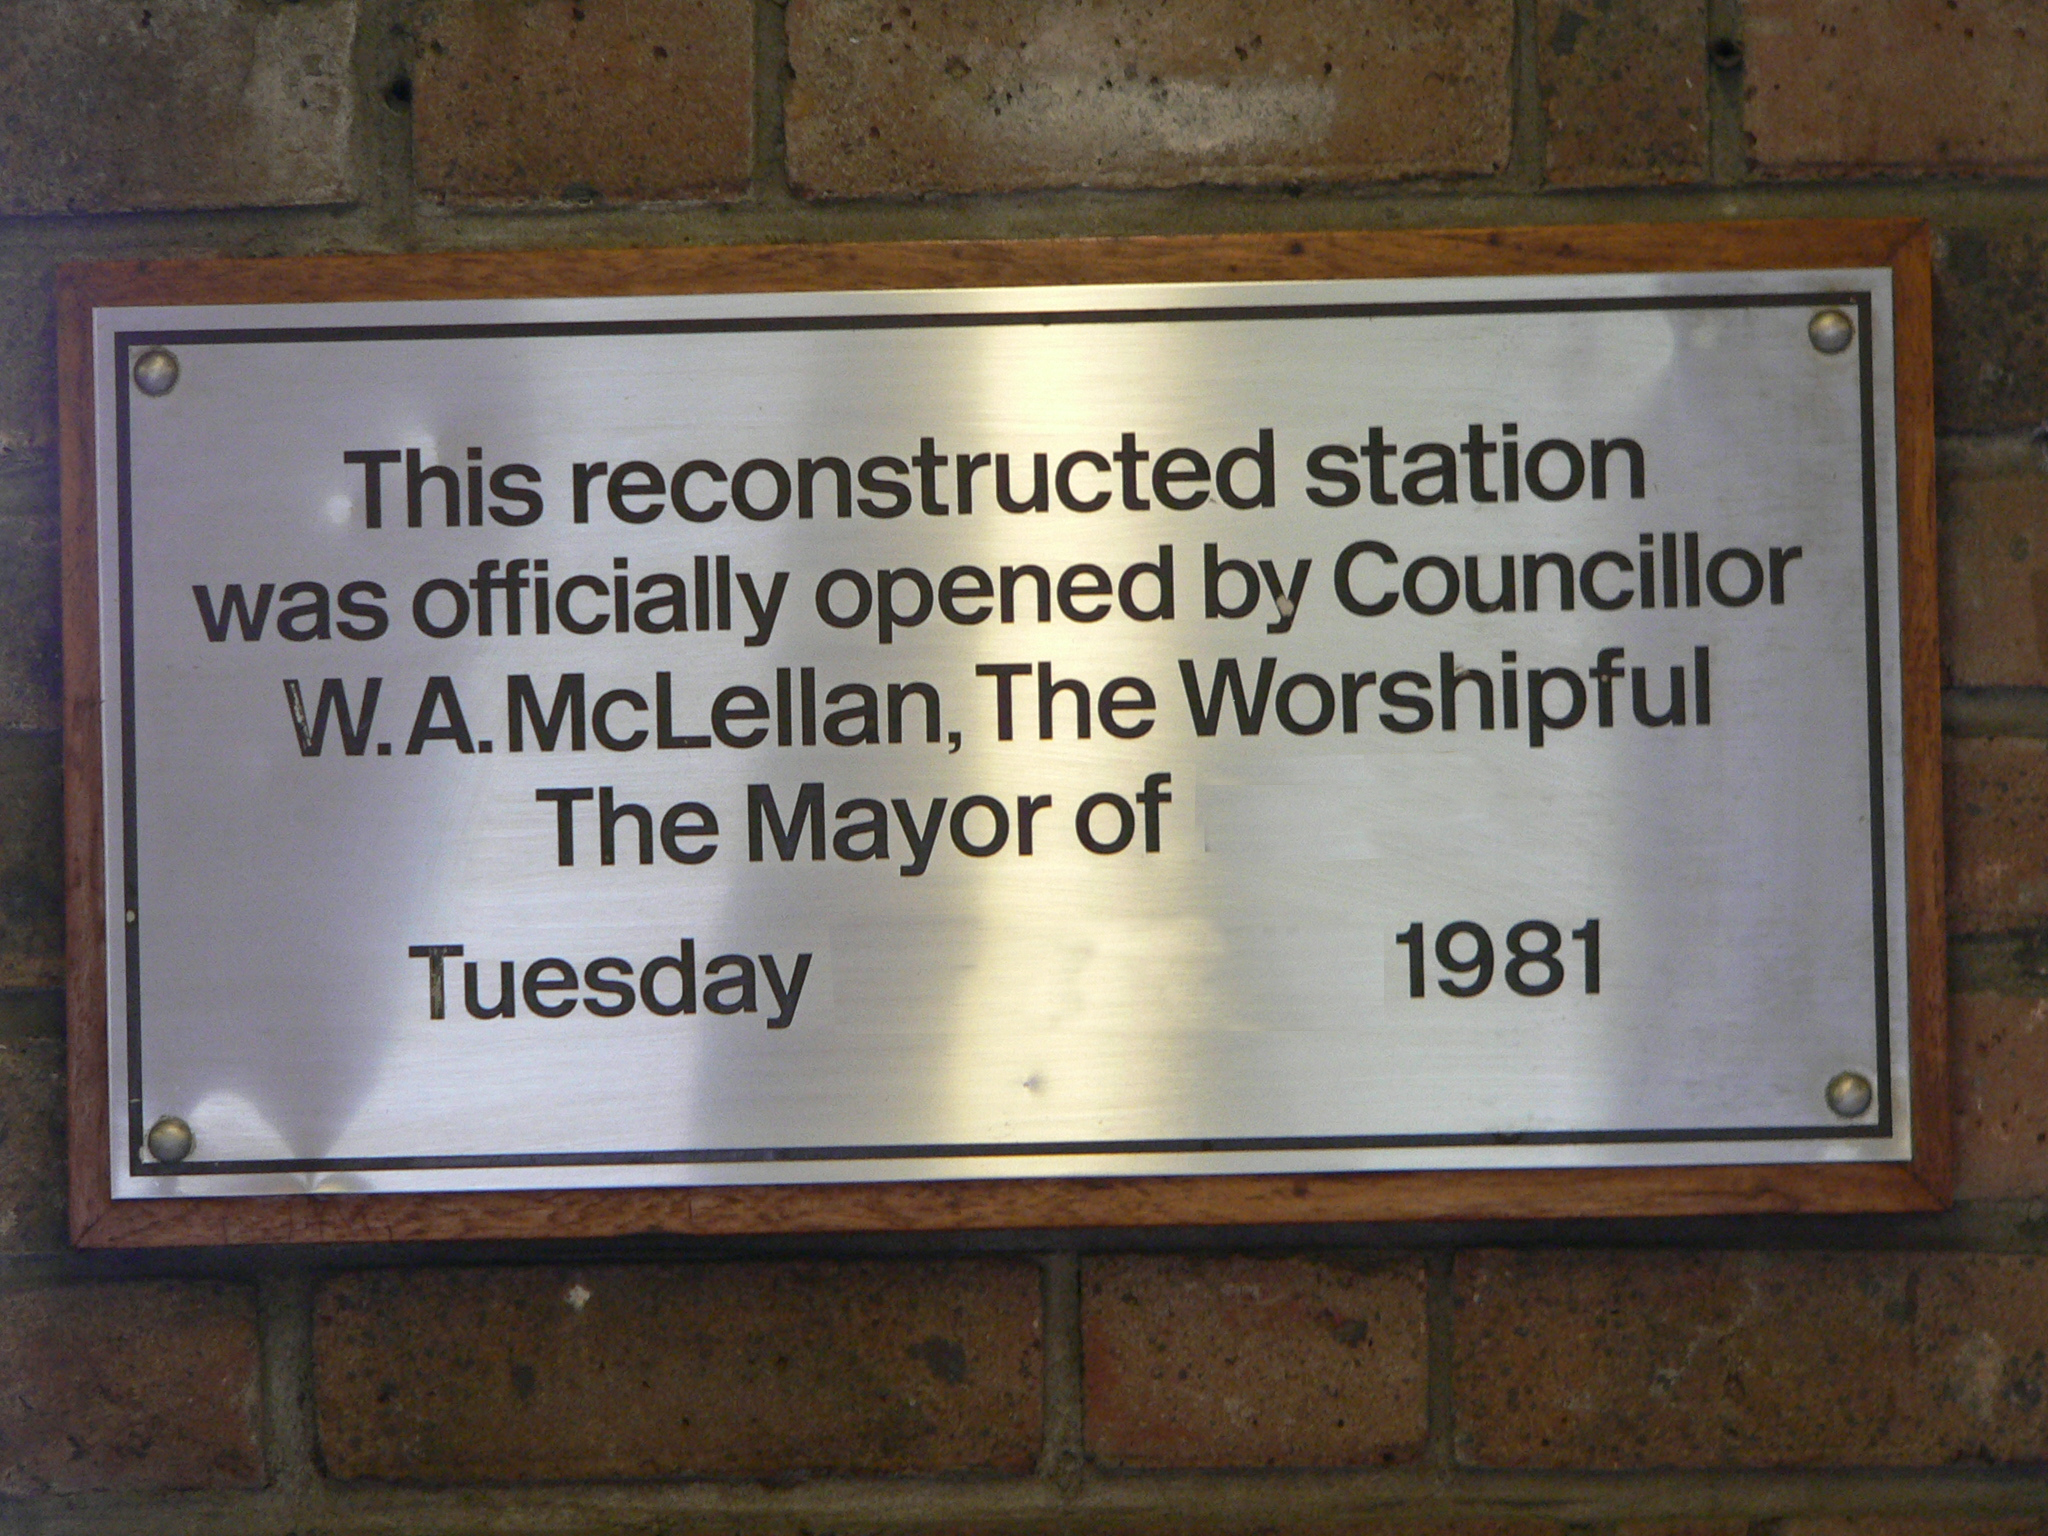 This reconstructed station
was officially opened by Councillor
W. A. McLellan, The Worshipful
The Mayor of
Tuesday 1981